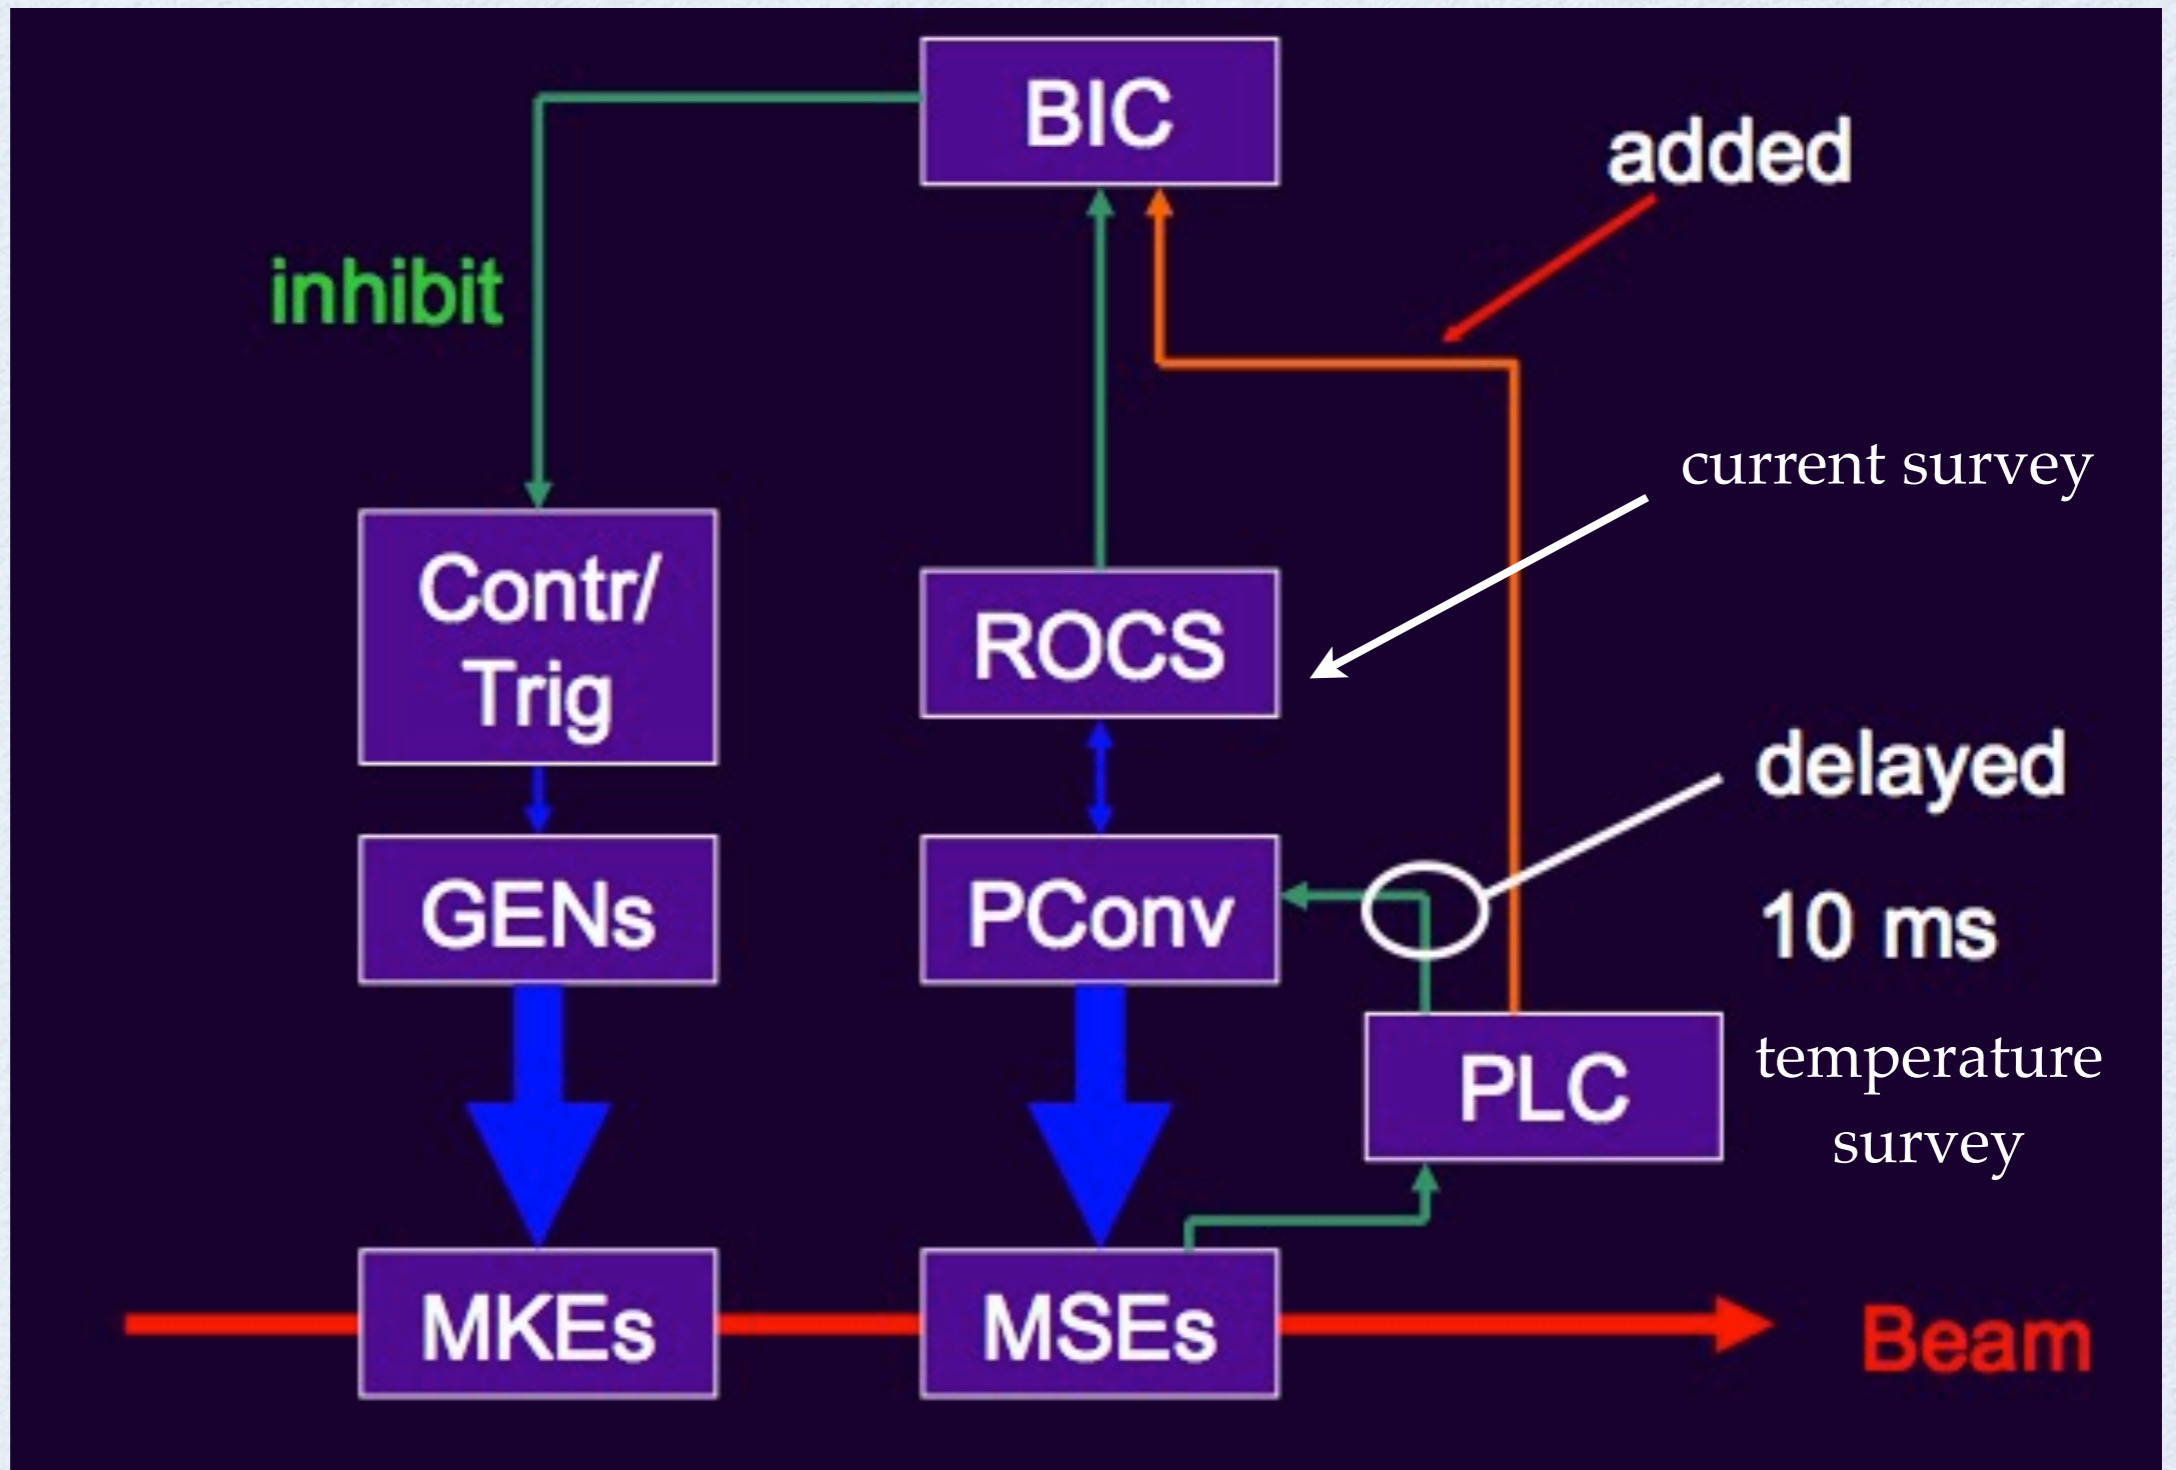 BIC
added
inhibit
current survey
Contr/
Trig
ROCS
delayed
10 ms
GENs
PConv
PLC
temperature
survey
MKEs
MSEs
Beam